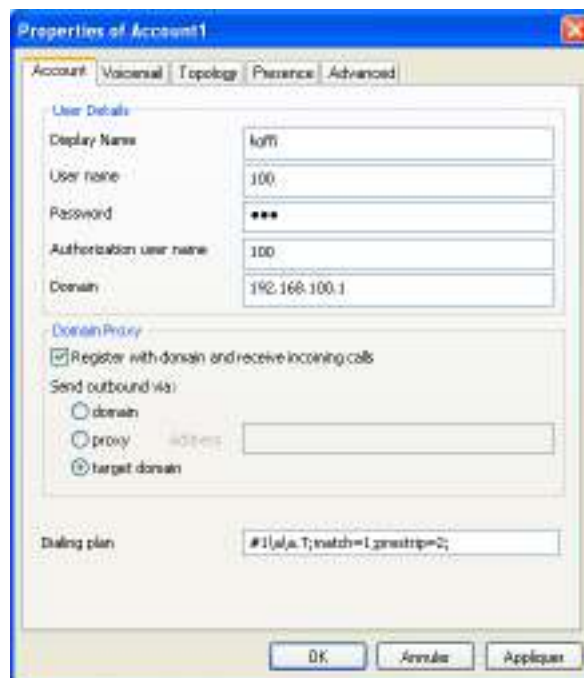 Properties of Account1
Account Voicemail Topology Presence Advanced
User Details
Display Name koffi
User name 100
Password
Authorization user name 100
Domain 192.168.100.1
Domain Proxy
Register with domain and receive incoming calls
Send outbound via:
domain
proxy Address
target domain
Dialing plan #1\a\a.T;match=1;prestrip=2;
OK Annuler Appliquer